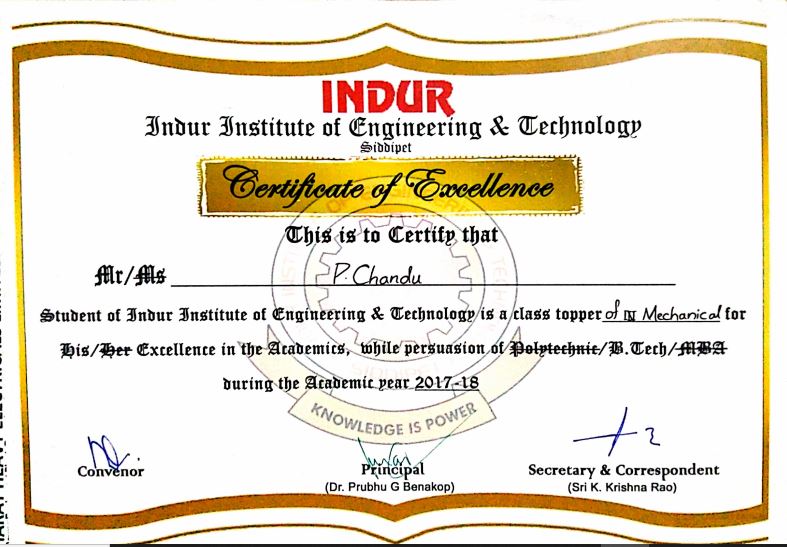 INDUR
Indur Institute of Engineering & Technology
Siddipet
Certificate of Excellence
This is to Certify that
Mr/Ms P. Chandu
Student of Indur Institute of Engineering & Technology is a class topper of IV Mechanical for
His/Her Excellence in the Academics, while persuasion of Polytechnic/B.Tech/MBA
during the Academic year 2017-18
SIDDIPET
KNOWLEDGE IS POWER
Convenor Principal Secretary & Correspondent
(Dr. Prubhu G Benakop) (Sri K. Krishna Rao)